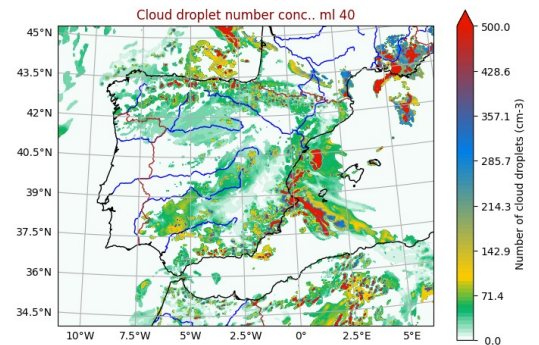 Cloud droplet number conc.. ml 40
45°N
43.5°N
42°N
40.5°N
39°N
37.5°N
36°N
34.5°N
10°W
7.5°W
5°W
2.5°W
0°
2.5°E
5°E
500.0
428.6
357.1
285.7
214.3
142.9
71.4
0.0
Number of cloud droplets (cm-3)